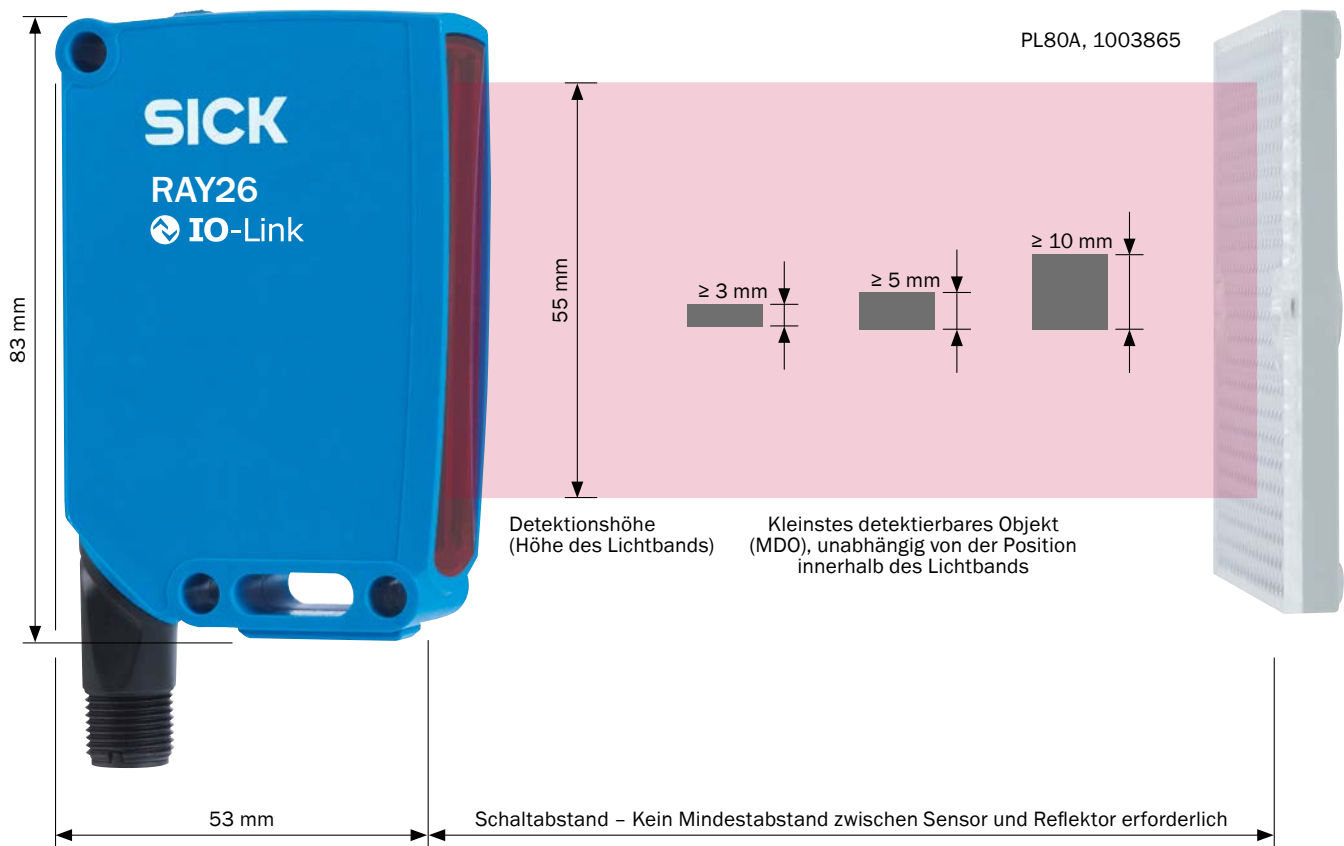 PL80A, 1003865
SICK
RAY26
IO-Link
83 mm
55 mm
≥ 3 mm
≥ 5 mm
≥ 10 mm
Detektionshöhe
(Höhe des Lichtbands)
Kleinstes detektierbares Objekt
(MDO), unabhängig von der Position
innerhalb des Lichtbands
53 mm
Schaltabstand – Kein Mindestabstand zwischen Sensor und Reflektor erforderlich